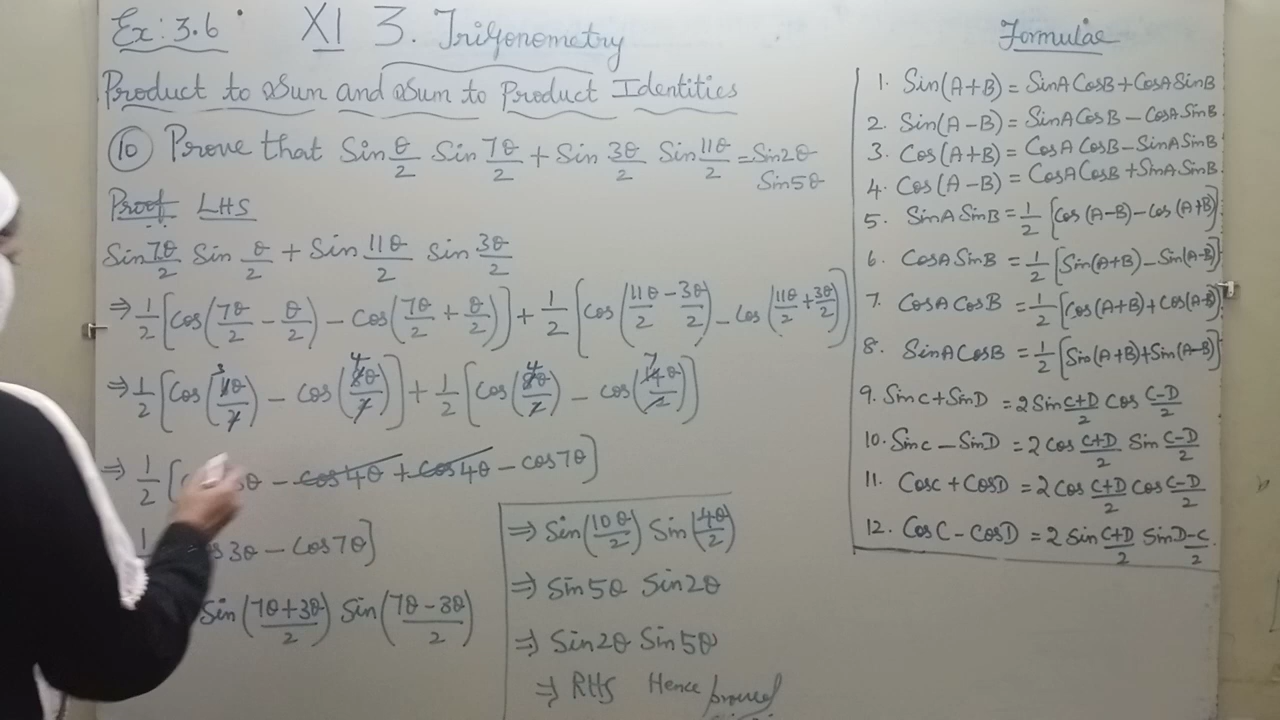 Ex: 3.6 XI 3. Trigonometry
Product to Sum and Sum to Product Identities
10 Prove that Sin θ/2 Sin 7θ/2 + Sin 3θ/2 Sin 11θ/2 = Sin2θ
Sin5θ
Proof LHS
Sin 7θ/2 Sin θ/2 + Sin 11θ/2 Sin 3θ/2
⇒ 1/2 [Cos(7θ/2 - θ/2) - Cos(7θ/2 + θ/2)] + 1/2 [Cos(11θ/2 - 3θ/2) - Cos(11θ/2 + 3θ/2)]
⇒ 1/2 [Cos(6θ/2) - Cos(8θ/2)] + 1/2 [Cos(8θ/2) - Cos(14θ/2)]
⇒ 1/2 [ 3θ - Cos4θ + Cos4θ - Cos7θ]
3θ - Cos7θ]
Sin(7θ+3θ/2) Sin(7θ-3θ/2)
⇒ Sin(10θ/2) Sin(4θ/2)
⇒ Sin5θ Sin2θ
⇒ Sin2θ Sin5θ
⇒ RHS Hence proved
Formulae
1. Sin(A+B) = SinA CosB + CosA SinB
2. Sin(A-B) = SinA CosB - CosA SinB
3. Cos(A+B) = CosA CosB - SinA SinB
4. Cos(A-B) = CosA CosB + SinA SinB
5. SinA SinB = 1/2 [Cos(A-B) - Cos(A+B)]
6. CosA SinB = 1/2 [Sin(A+B) - Sin(A-B)]
7. CosA CosB = 1/2 [Cos(A+B) + Cos(A-B)]
8. SinA CosB = 1/2 [Sin(A+B) + Sin(A-B)]
9. SinC + SinD = 2 Sin C+D/2 Cos C-D/2
10. SinC - SinD = 2 Cos C+D/2 Sin C-D/2
11. CosC + CosD = 2 Cos C+D/2 Cos C-D/2
12. CosC - CosD = 2 Sin C+D/2 Sin D-C/2